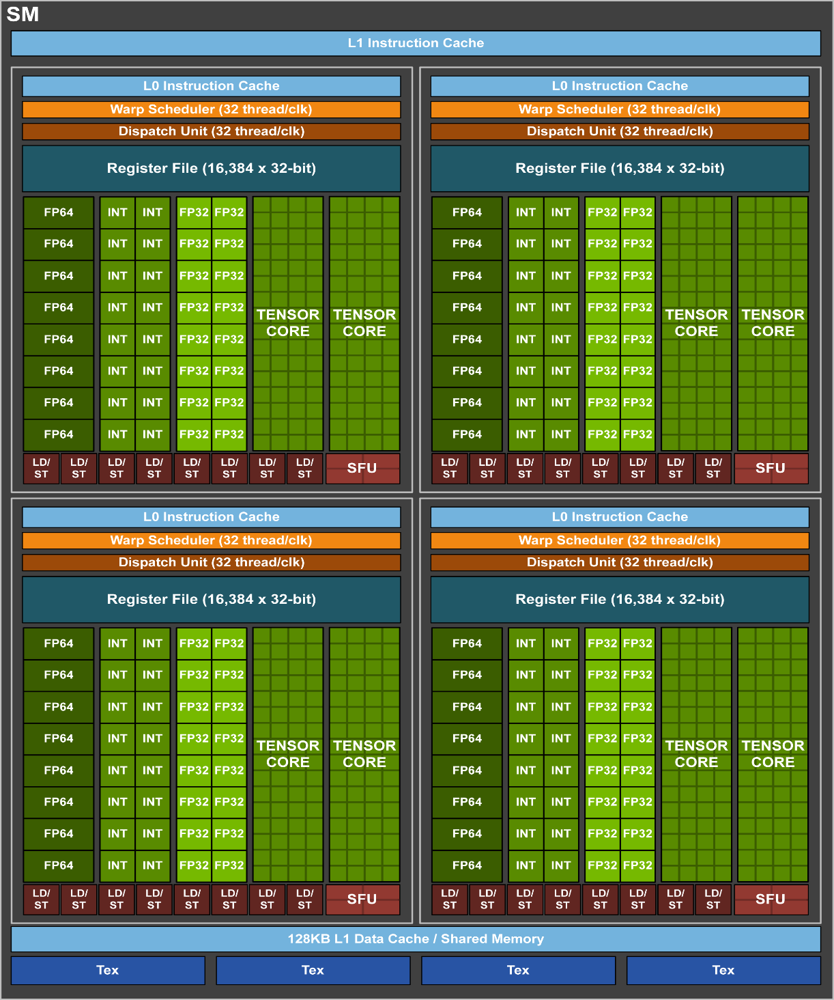 SM
L1 Instruction Cache
L0 Instruction Cache
Warp Scheduler (32 thread/clk)
Dispatch Unit (32 thread/clk)
Register File (16,384 x 32-bit)
FP64 INT INT FP32 FP32
FP64 INT INT FP32 FP32
FP64 INT INT FP32 FP32
FP64 INT INT FP32 FP32
FP64 INT INT FP32 FP32
FP64 INT INT FP32 FP32
FP64 INT INT FP32 FP32
FP64 INT INT FP32 FP32
TENSOR TENSOR
CORE CORE
LD/ LD/ LD/ LD/ LD/ LD/ LD/ LD/
ST ST ST ST ST ST ST ST
SFU
L0 Instruction Cache
Warp Scheduler (32 thread/clk)
Dispatch Unit (32 thread/clk)
Register File (16,384 x 32-bit)
FP64 INT INT FP32 FP32
FP64 INT INT FP32 FP32
FP64 INT INT FP32 FP32
FP64 INT INT FP32 FP32
FP64 INT INT FP32 FP32
FP64 INT INT FP32 FP32
FP64 INT INT FP32 FP32
FP64 INT INT FP32 FP32
TENSOR TENSOR
CORE CORE
LD/ LD/ LD/ LD/ LD/ LD/ LD/ LD/
ST ST ST ST ST ST ST ST
SFU
L0 Instruction Cache
Warp Scheduler (32 thread/clk)
Dispatch Unit (32 thread/clk)
Register File (16,384 x 32-bit)
FP64 INT INT FP32 FP32
FP64 INT INT FP32 FP32
FP64 INT INT FP32 FP32
FP64 INT INT FP32 FP32
FP64 INT INT FP32 FP32
FP64 INT INT FP32 FP32
FP64 INT INT FP32 FP32
FP64 INT INT FP32 FP32
TENSOR TENSOR
CORE CORE
LD/ LD/ LD/ LD/ LD/ LD/ LD/ LD/
ST ST ST ST ST ST ST ST
SFU
L0 Instruction Cache
Warp Scheduler (32 thread/clk)
Dispatch Unit (32 thread/clk)
Register File (16,384 x 32-bit)
FP64 INT INT FP32 FP32
FP64 INT INT FP32 FP32
FP64 INT INT FP32 FP32
FP64 INT INT FP32 FP32
FP64 INT INT FP32 FP32
FP64 INT INT FP32 FP32
FP64 INT INT FP32 FP32
FP64 INT INT FP32 FP32
TENSOR TENSOR
CORE CORE
LD/ LD/ LD/ LD/ LD/ LD/ LD/ LD/
ST ST ST ST ST ST ST ST
SFU
128KB L1 Data Cache / Shared Memory
Tex Tex Tex Tex